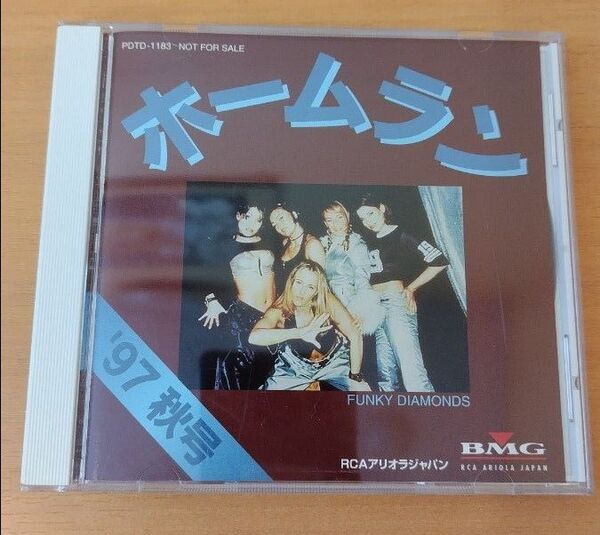 PDTD-1183 NOT FOR SALE
ホームラン
FUNKY DIAMONDS
'97 秋号
RCAアリオラジャパン
BMG
RCA ARIOLA JAPAN